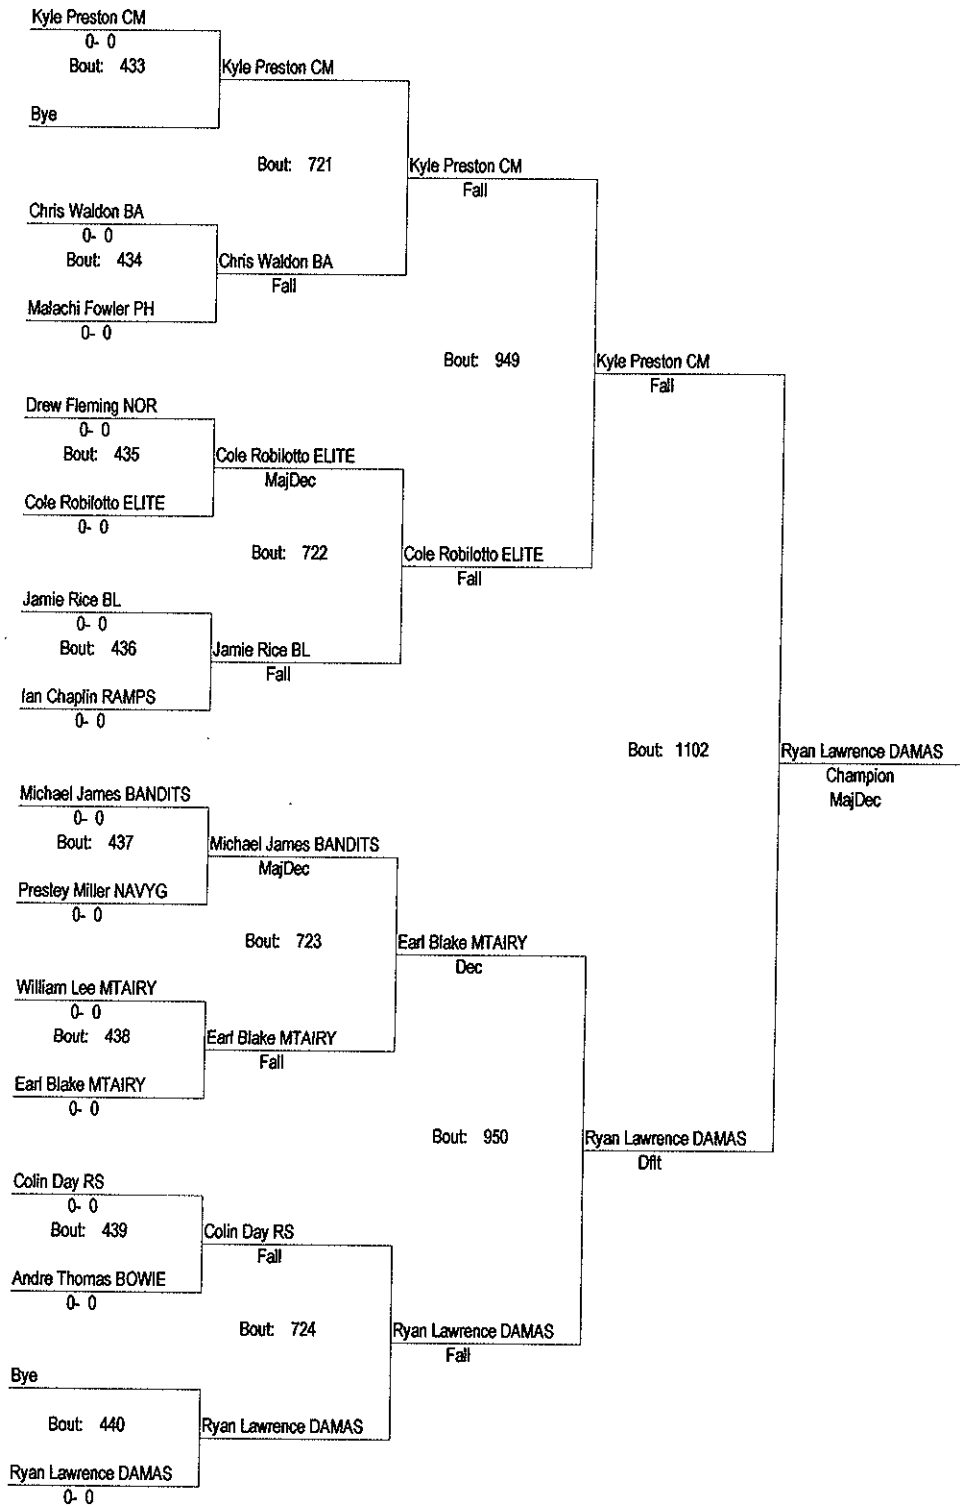 Kyle Preston CM
0- 0
Bout: 433
Kyle Preston CM
Bye
Bout: 721
Kyle Preston CM
Fall
Chris Waldon BA
0- 0
Bout: 434
Chris Waldon BA
Fall
Malachi Fowler PH
0- 0
Bout: 949
Kyle Preston CM
Fall
Drew Fleming NOR
0- 0
Bout: 435
Cole Robilotto ELITE
MajDec
Cole Robilotto ELITE
0- 0
Bout: 722
Cole Robilotto ELITE
Fall
Jamie Rice BL
0- 0
Bout: 436
Jamie Rice BL
Fall
Ian Chaplin RAMPS
0- 0
Bout: 1102
Ryan Lawrence DAMAS
Champion
MajDec
Michael James BANDITS
0- 0
Bout: 437
Michael James BANDITS
MajDec
Presley Miller NAVYG
0- 0
Bout: 723
Earl Blake MTAIRY
Dec
William Lee MTAIRY
0- 0
Bout: 438
Earl Blake MTAIRY
Fall
Earl Blake MTAIRY
0- 0
Bout: 950
Ryan Lawrence DAMAS
Dflt
Colin Day RS
0- 0
Bout: 439
Colin Day RS
Fall
Andre Thomas BOWIE
0- 0
Bout: 724
Ryan Lawrence DAMAS
Fall
Bye
Bout: 440
Ryan Lawrence DAMAS
Ryan Lawrence DAMAS
0- 0